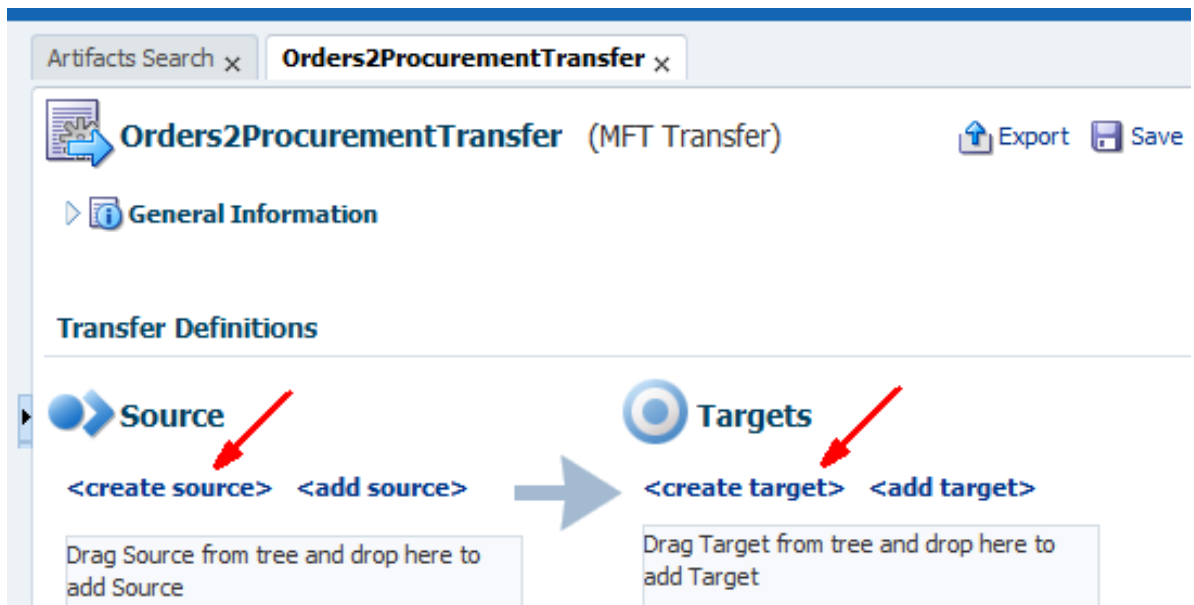 Artifacts Search x Orders2ProcurementTransfer x
Orders2ProcurementTransfer (MFT Transfer) Export Save
General Information
Transfer Definitions
Source Targets
<create source> <add source> <create target> <add target>
Drag Source from tree and drop here to
add Source
Drag Target from tree and drop here to
add Target